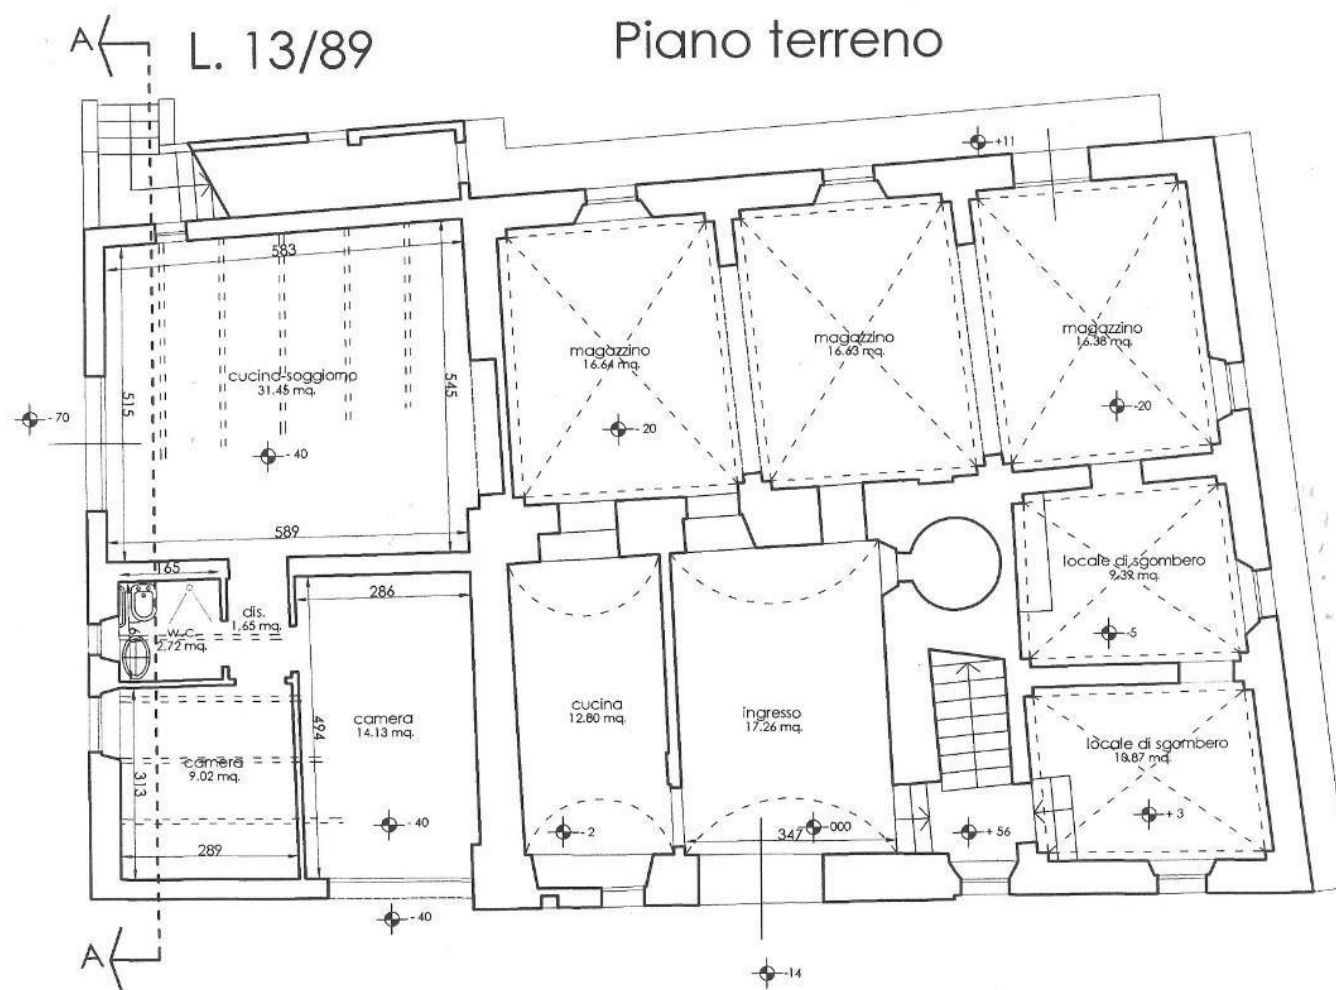 A
L. 13/89
Piano terreno
+11
583
magazzino
16.64 mq.
magazzino
16.63 mq.
magazzino
16.38 mq.
cucina-soggiorno
31.45 mq.
515
545
- 70
- 40
- 20
-20
589
165
286
dis.
1.65 mq.
w.c.
2.72 mq.
locale di sgombero
9.39 mq.
-5
camera
14.13 mq.
494
cucina
12.80 mq.
ingresso
17.26 mq.
locale di sgombero
10.87 mq.
camera
9.02 mq.
313
289
- 40
- 2
347
-000
+ 56
+ 3
- 40
A
-14